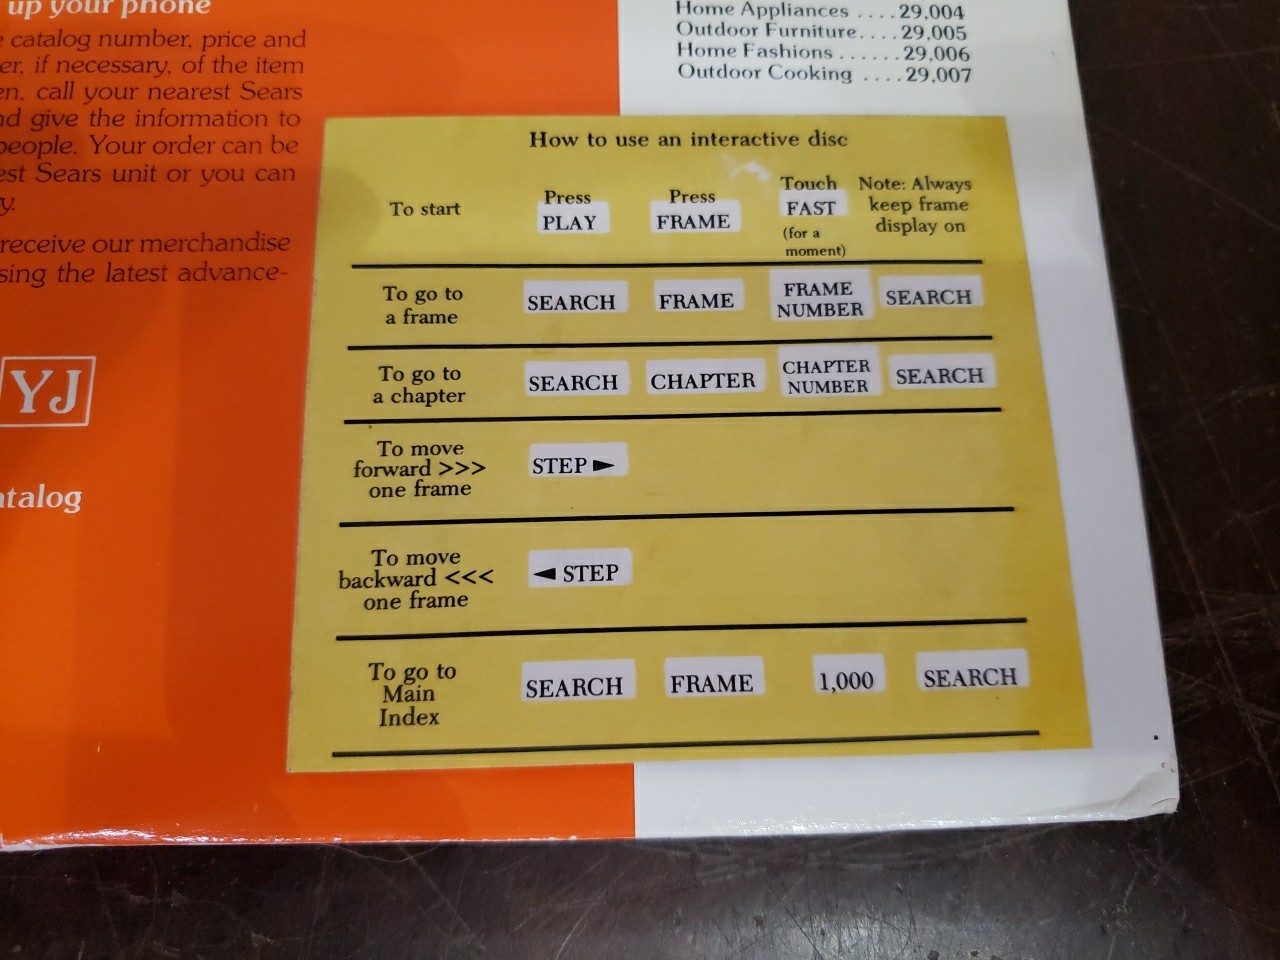 up your phone
catalog number, price and
if necessary, of the item
call your nearest Sears
give the information to
people. Your order can be
Sears unit or you can
receive our merchandise
the latest advance-
YJ
Home Appliances .... 29,004
Outdoor Furniture.... 29,005
Home Fashions ...... 29,006
Outdoor Cooking .... 29,007
How to use an interactive disc
To start
Press
PLAY
Press
FRAME
Touch
FAST
(for a
moment)
Note: Always
keep frame
display on
To go to
a frame
SEARCH
FRAME
FRAME
NUMBER
SEARCH
To go to
a chapter
SEARCH
CHAPTER
CHAPTER
NUMBER
SEARCH
To move
forward >>>
one frame
STEP ►
To move
backward <<<
one frame
◄ STEP
To go to
Main
Index
SEARCH
FRAME
1,000
SEARCH